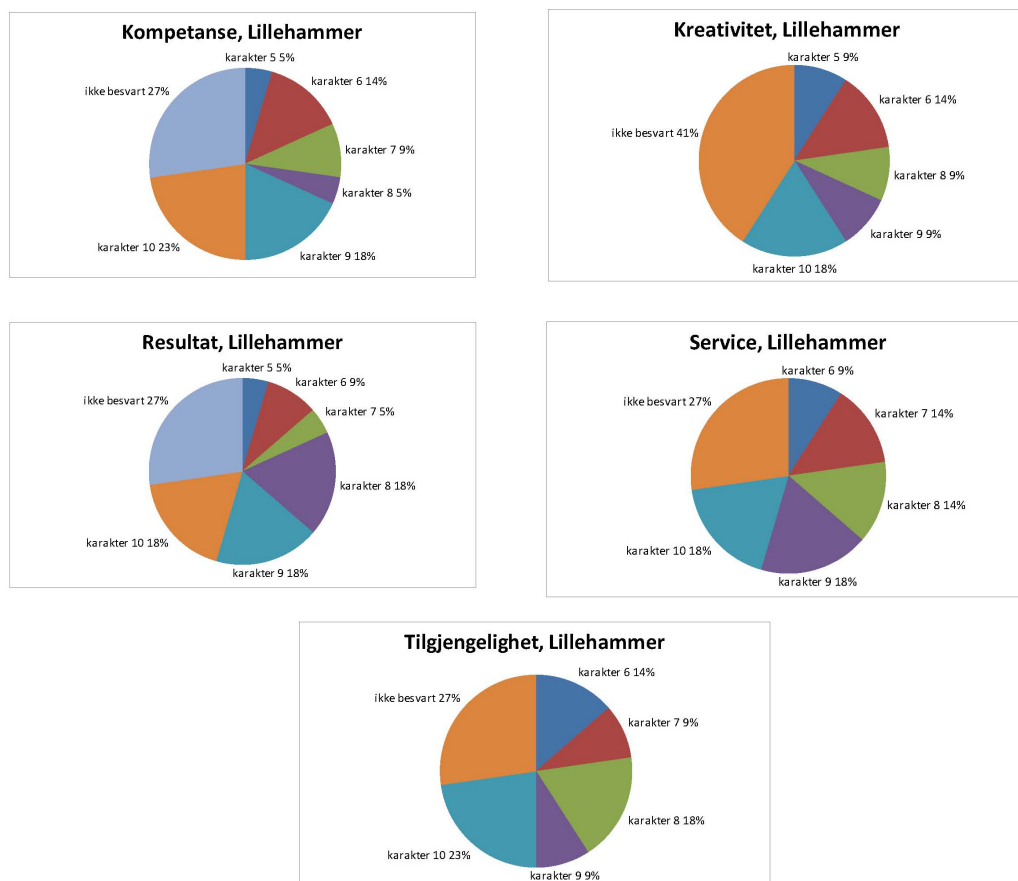 Kompetanse, Lillehammer
karakter 5 5%
karakter 6 14%
ikke besvart 27%
karakter 7 9%
karakter 8 5%
karakter 10 23%
karakter 9 18%
Kreativitet, Lillehammer
karakter 5 9%
karakter 6 14%
ikke besvart 41%
karakter 8 9%
karakter 9 9%
karakter 10 18%
Resultat, Lillehammer
karakter 5 5%
karakter 6 9%
ikke besvart 27%
karakter 7 5%
karakter 8 18%
karakter 10 18%
karakter 9 18%
Service, Lillehammer
karakter 6 9%
ikke besvart 27%
karakter 7 14%
karakter 8 14%
karakter 10 18%
karakter 9 18%
Tilgjengelighet, Lillehammer
karakter 6 14%
ikke besvart 27%
karakter 7 9%
karakter 8 18%
karakter 10 23%
karakter 9 9%